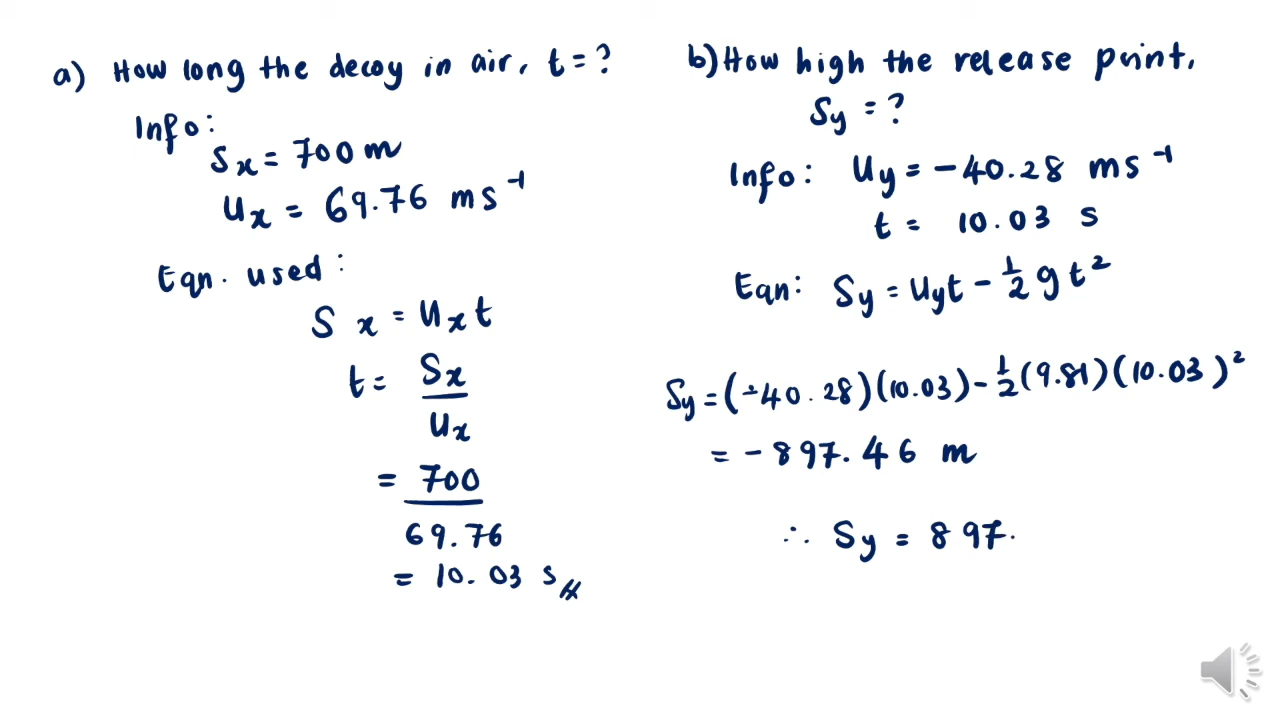 a) How long the decoy in air, t = ?
Info:
Sx = 700 m
Ux = 69.76 ms⁻¹
Eqn. used:
Sx = Uxt
t = Sx
Ux
= 700
69.76
= 10.03 s
b) How high the release point,
Sy = ?
Info: Uy = -40.28 ms⁻¹
t = 10.03 s
Eqn: Sy = Uyt - ½gt²
Sy = (-40.28)(10.03) - ½(9.81)(10.03)²
= -897.46 m
∴ Sy = 897.